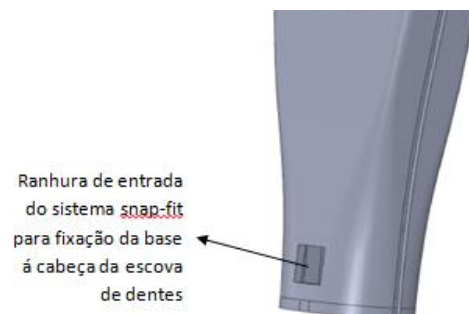 Ranhura de entrada
do sistema snap-fit
para fixação da base
á cabeça da escova
de dentes